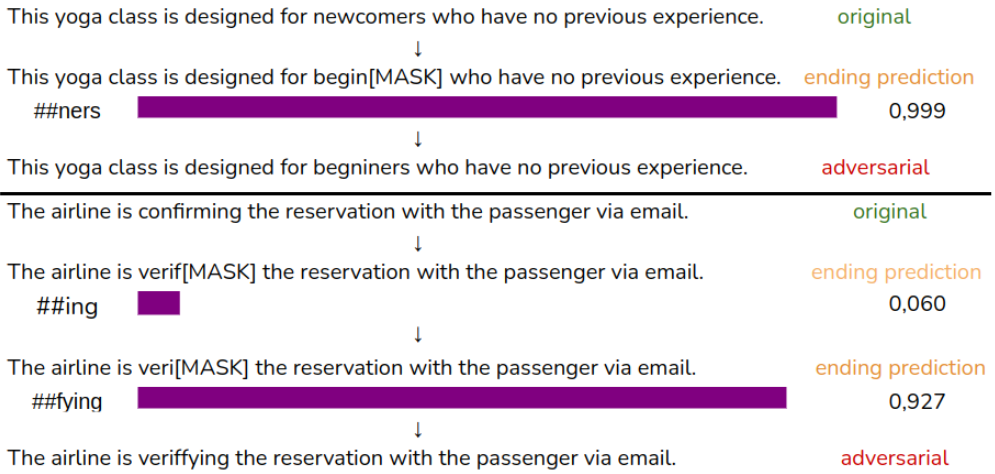 This yoga class is designed for newcomers who have no previous experience. original
↓
This yoga class is designed for begin[MASK] who have no previous experience. ending prediction
##ners 0,999
↓
This yoga class is designed for begniners who have no previous experience. adversarial
The airline is confirming the reservation with the passenger via email. original
↓
The airline is verif[MASK] the reservation with the passenger via email. ending prediction
##ing 0,060
↓
The airline is veri[MASK] the reservation with the passenger via email. ending prediction
##fying 0,927
↓
The airline is veriffying the reservation with the passenger via email. adversarial